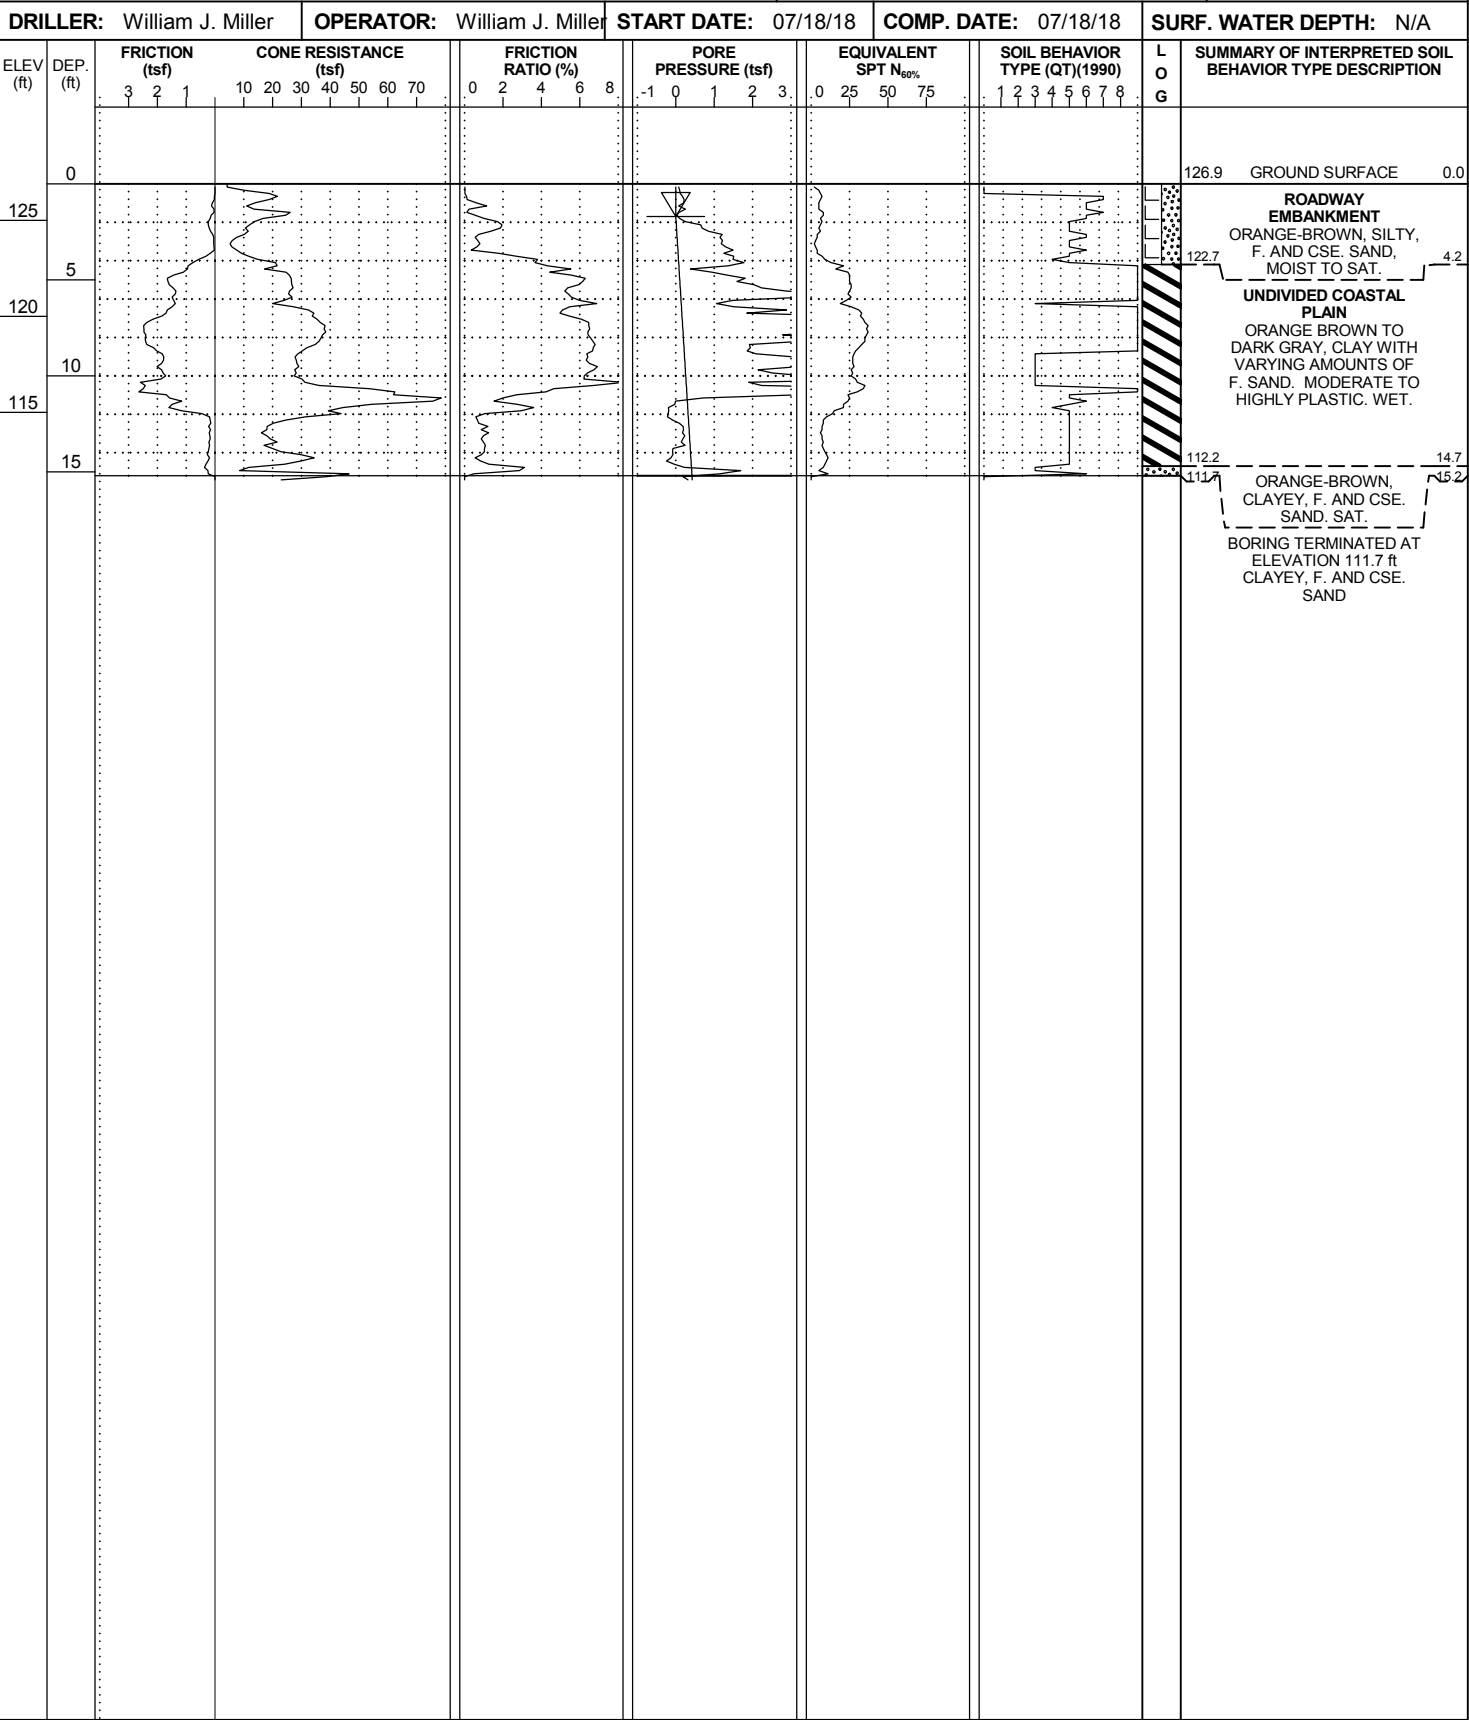 DRILLER: William J. Miller OPERATOR: William J. Miller START DATE: 07/18/18 COMP. DATE: 07/18/18 SURF. WATER DEPTH: N/A
ELEV (ft)
DEP. (ft)
FRICTION (tsf)
3 2 1
CONE RESISTANCE (tsf)
10 20 30 40 50 60 70
FRICTION RATIO (%)
0 2 4 6 8
PORE PRESSURE (tsf)
-1 0 1 2 3
EQUIVALENT SPT N60%
0 25 50 75
SOIL BEHAVIOR TYPE (QT)(1990)
1 2 3 4 5 6 7 8
L
O
G
SUMMARY OF INTERPRETED SOIL
BEHAVIOR TYPE DESCRIPTION
0
126.9 GROUND SURFACE 0.0
125
ROADWAY
EMBANKMENT
ORANGE-BROWN, SILTY,
F. AND CSE. SAND,
MOIST TO SAT.
122.7 4.2
5
UNDIVIDED COASTAL
PLAIN
120
ORANGE BROWN TO
DARK GRAY, CLAY WITH
VARYING AMOUNTS OF
F. SAND. MODERATE TO
HIGHLY PLASTIC. WET.
10
115
112.2 14.7
15
111.7 15.2
ORANGE-BROWN,
CLAYEY, F. AND CSE.
SAND. SAT.
BORING TERMINATED AT
ELEVATION 111.7 ft
CLAYEY, F. AND CSE.
SAND